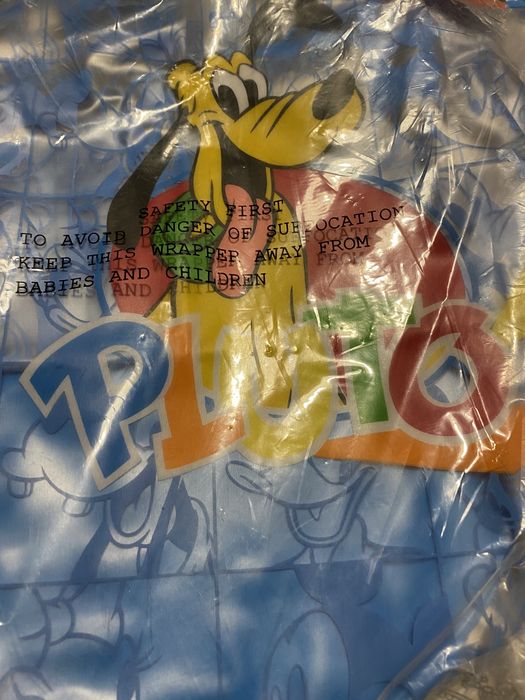 SAFETY FIRST
TO AVOID DANGER OF SUFFOCATION
KEEP THIS WRAPPER AWAY FROM
BABIES AND CHILDREN
PLUTO